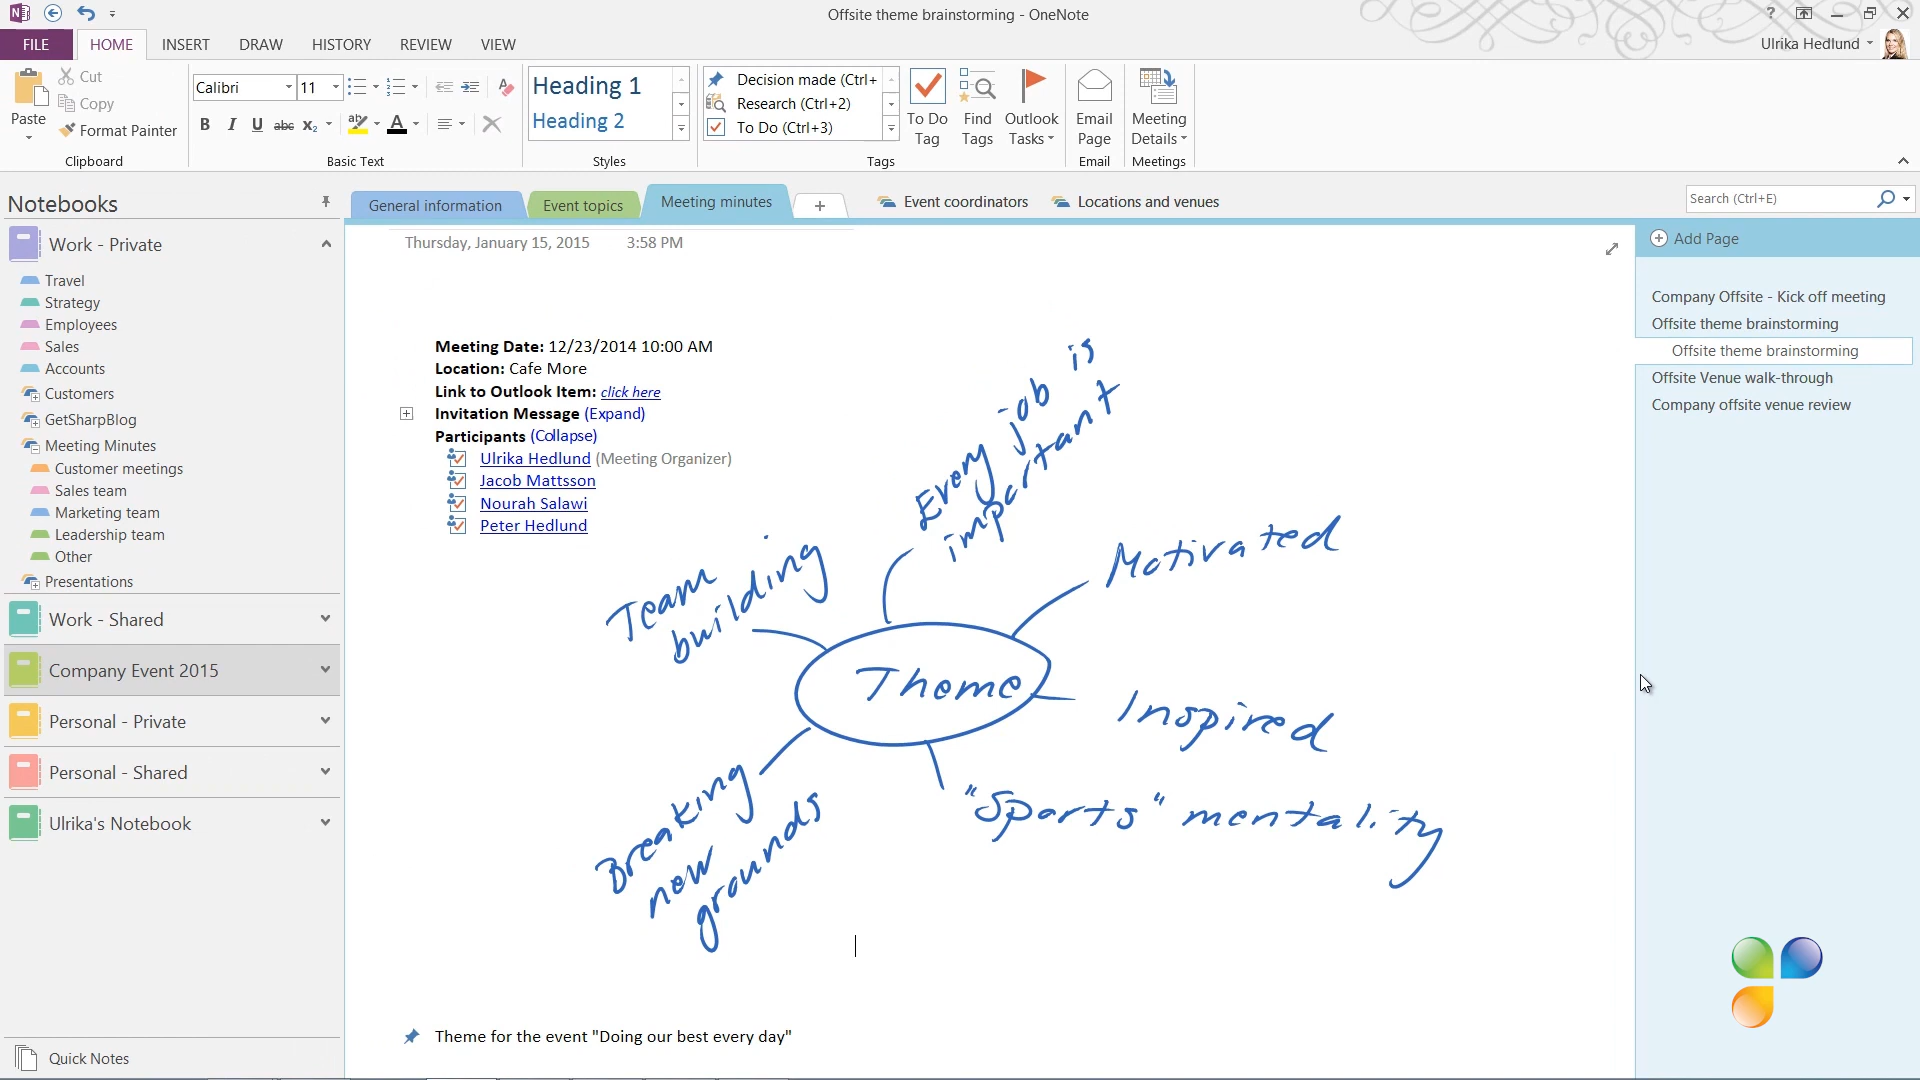 Offsite theme brainstorming - OneNote
?
FILE HOME INSERT DRAW HISTORY REVIEW VIEW
Ulrika Hedlund
Paste
Cut
Copy
Format Painter
Clipboard
Calibri 11
B I U abc X₂ ab A
Basic Text
Heading 1
Heading 2
Styles
Decision made (Ctrl+
Research (Ctrl+2)
To Do (Ctrl+3)
To Do
Tag
Find
Tags
Outlook
Tasks
Tags
Email
Page
Email
Meeting
Details
Meetings
Notebooks
Work - Private
Travel
Strategy
Employees
Sales
Accounts
Customers
GetSharpBlog
Meeting Minutes
Customer meetings
Sales team
Marketing team
Leadership team
Other
Presentations
Work - Shared
Company Event 2015
Personal - Private
Personal - Shared
Ulrika's Notebook
Quick Notes
General information
Event topics
Meeting minutes
+
Event coordinators
Locations and venues
Search (Ctrl+E)
Thursday, January 15, 2015 3:58 PM
Meeting Date: 12/23/2014 10:00 AM
Location: Cafe More
Link to Outlook Item: click here
Invitation Message (Expand)
Participants (Collapse)
Ulrika Hedlund (Meeting Organizer)
Jacob Mattsson
Nourah Salawi
Peter Hedlund
Every job is
important
Motivated
Team
building
Theme
Inspired
"Sports" mentality
Breaking
new
grounds
Theme for the event "Doing our best every day"
Add Page
Company Offsite - Kick off meeting
Offsite theme brainstorming
Offsite theme brainstorming
Offsite Venue walk-through
Company offsite venue review